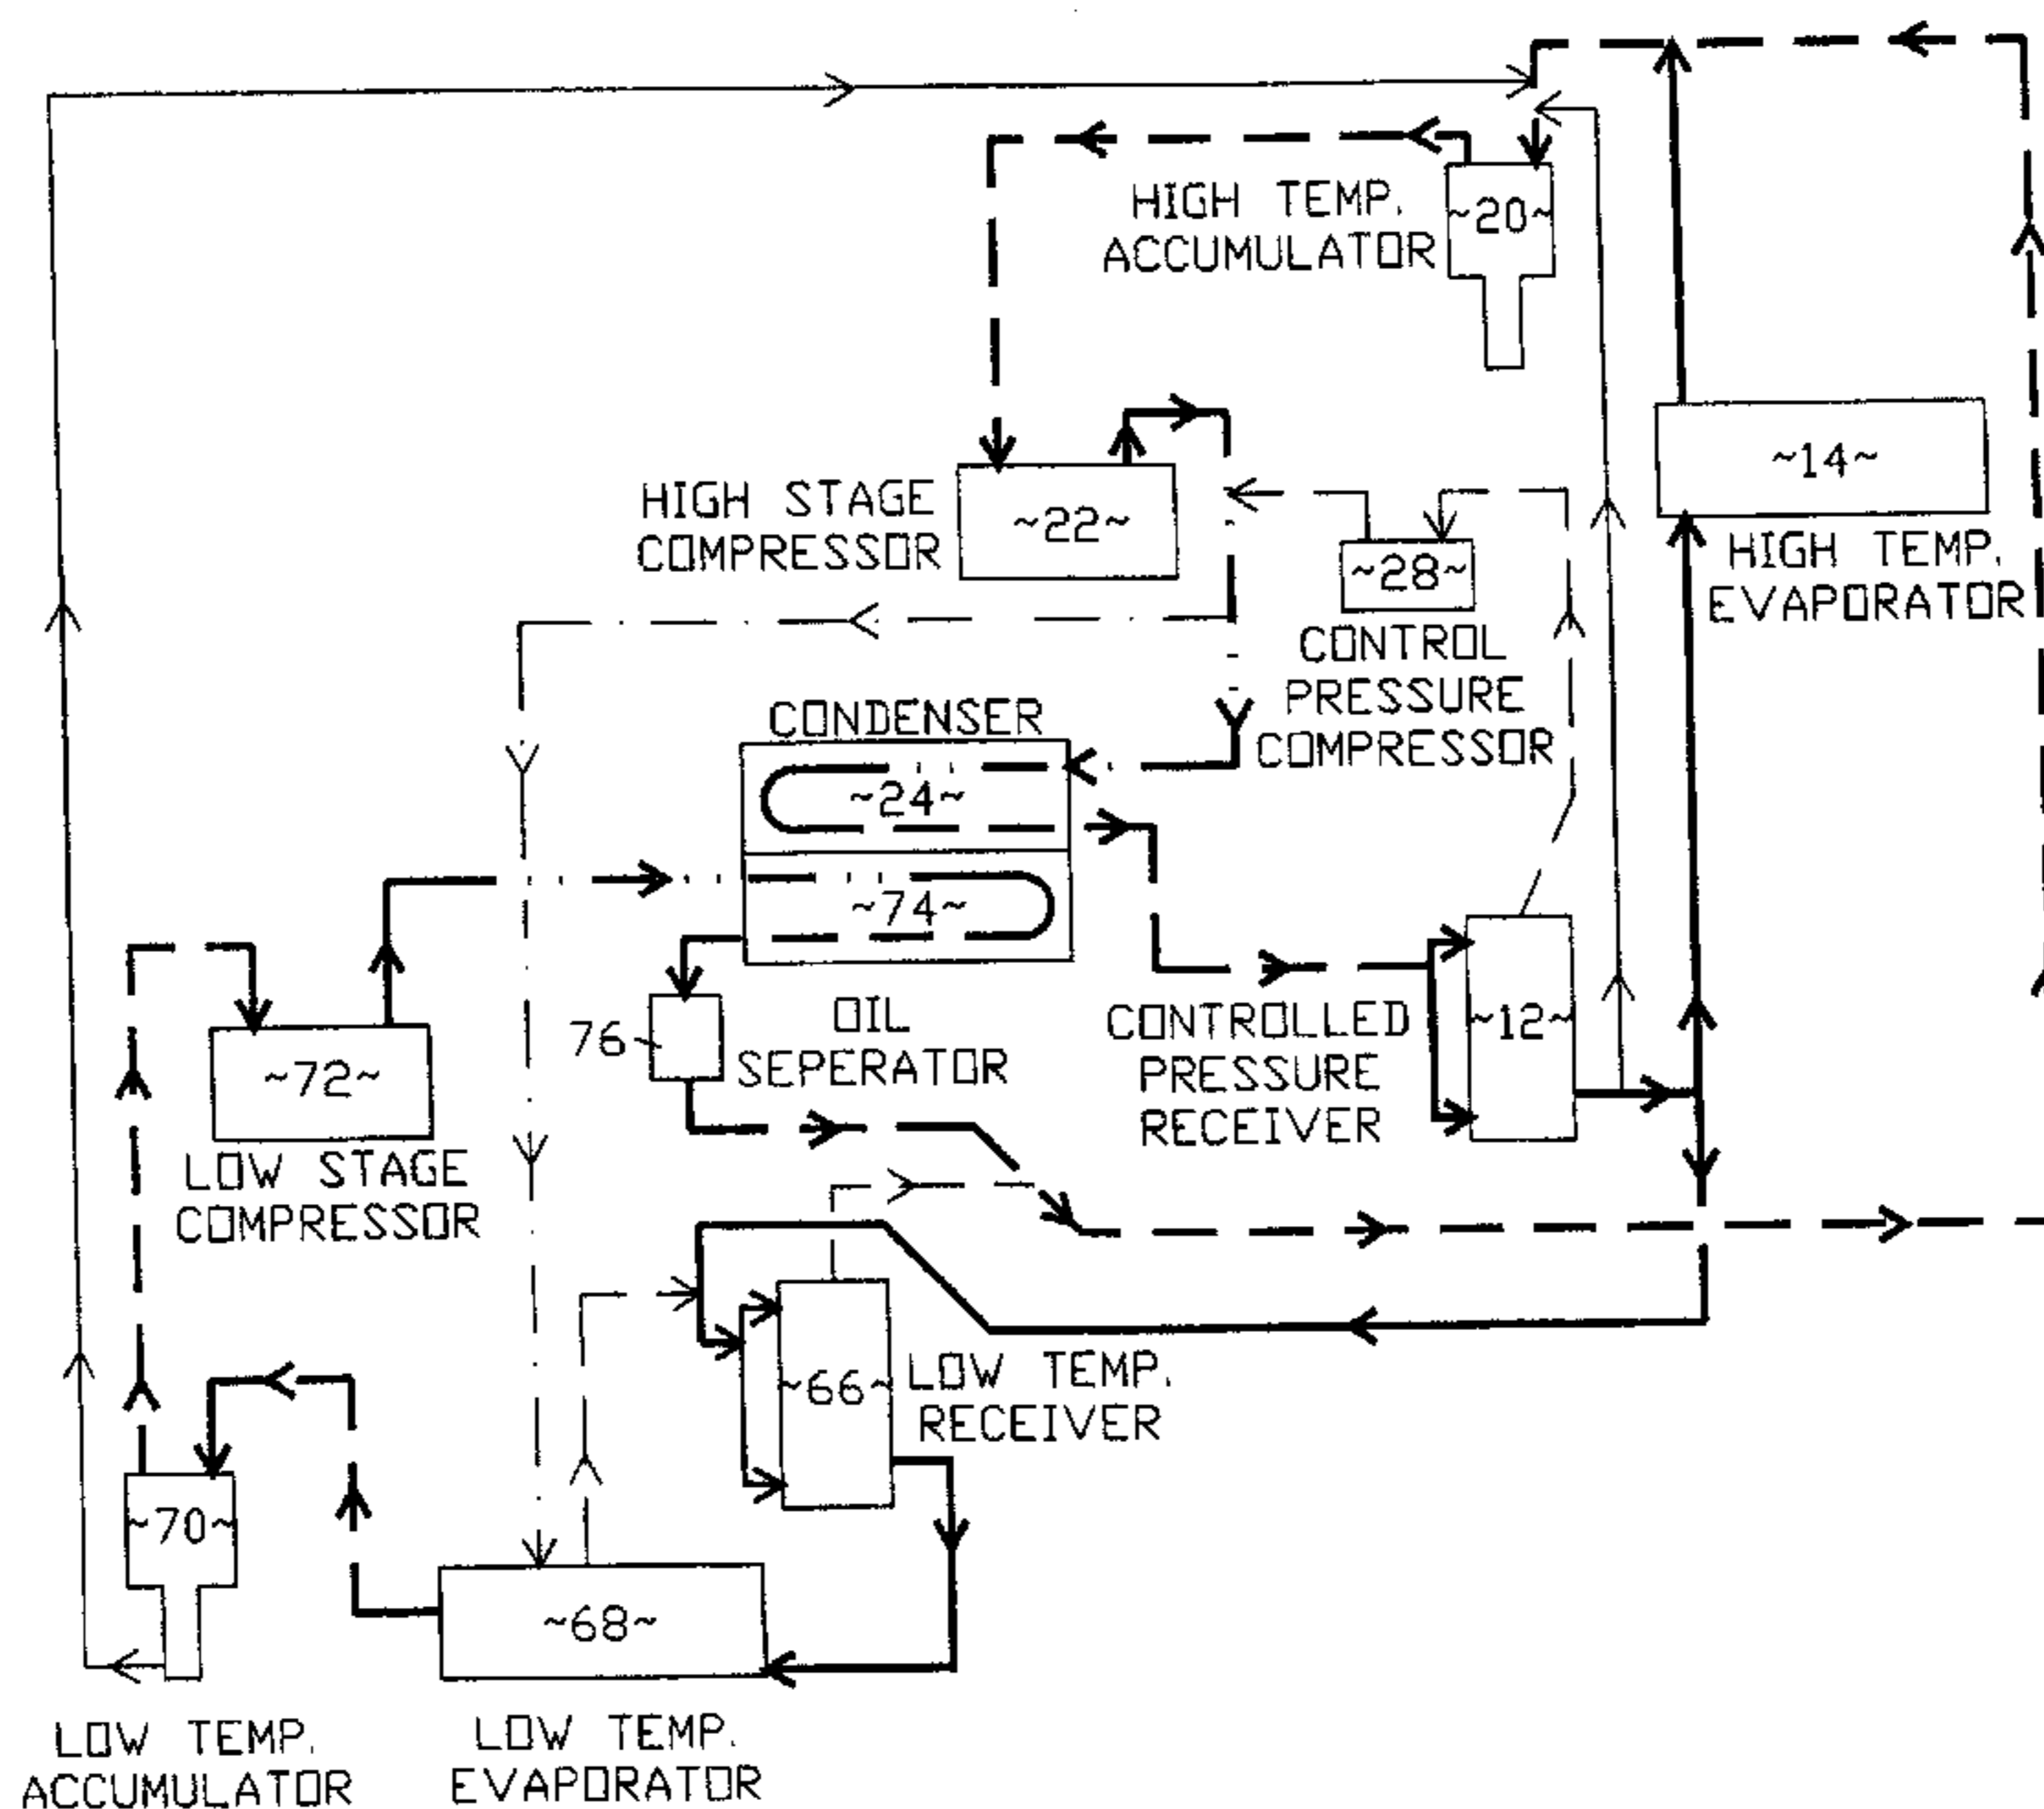 HIGH TEMP.
ACCUMULATOR
~20~
HIGH STAGE
COMPRESSOR
~22~
~28~
CONTROL
PRESSURE
COMPRESSOR
~14~
HIGH TEMP.
EVAPORATOR
CONDENSER
~24~
~74~
76
OIL
SEPERATOR
CONTROLLED
PRESSURE
RECEIVER
~12~
~72~
LOW STAGE
COMPRESSOR
~66~
LOW TEMP.
RECEIVER
~70~
~68~
LOW TEMP.
ACCUMULATOR
LOW TEMP.
EVAPORATOR